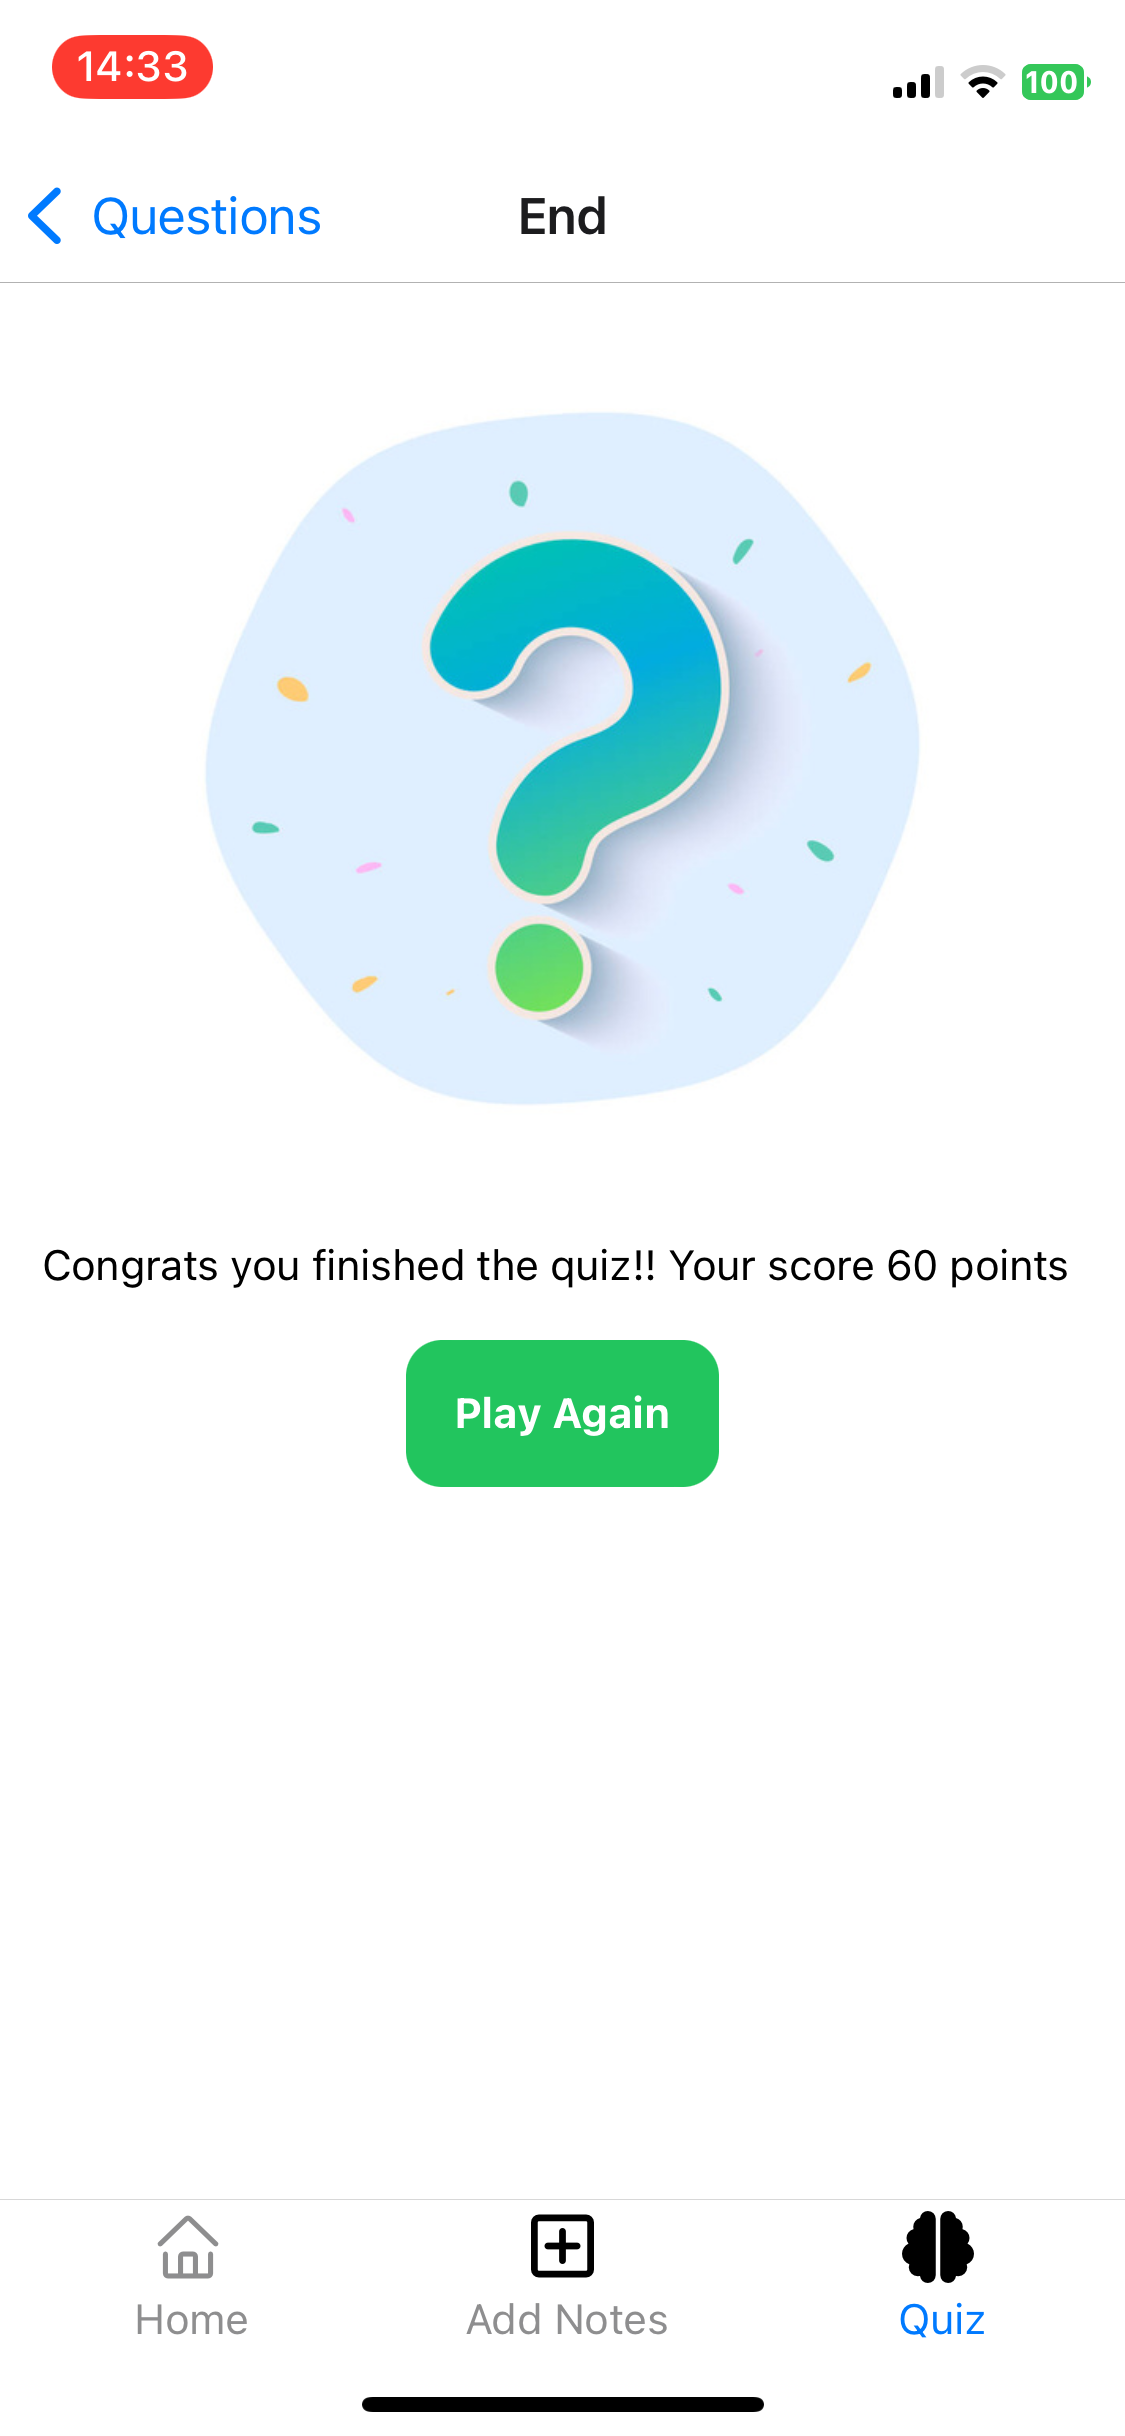 14:33
100
Questions
End
?
Congrats you finished the quiz!! Your score 60 points
Play Again
Home
Add Notes
Quiz